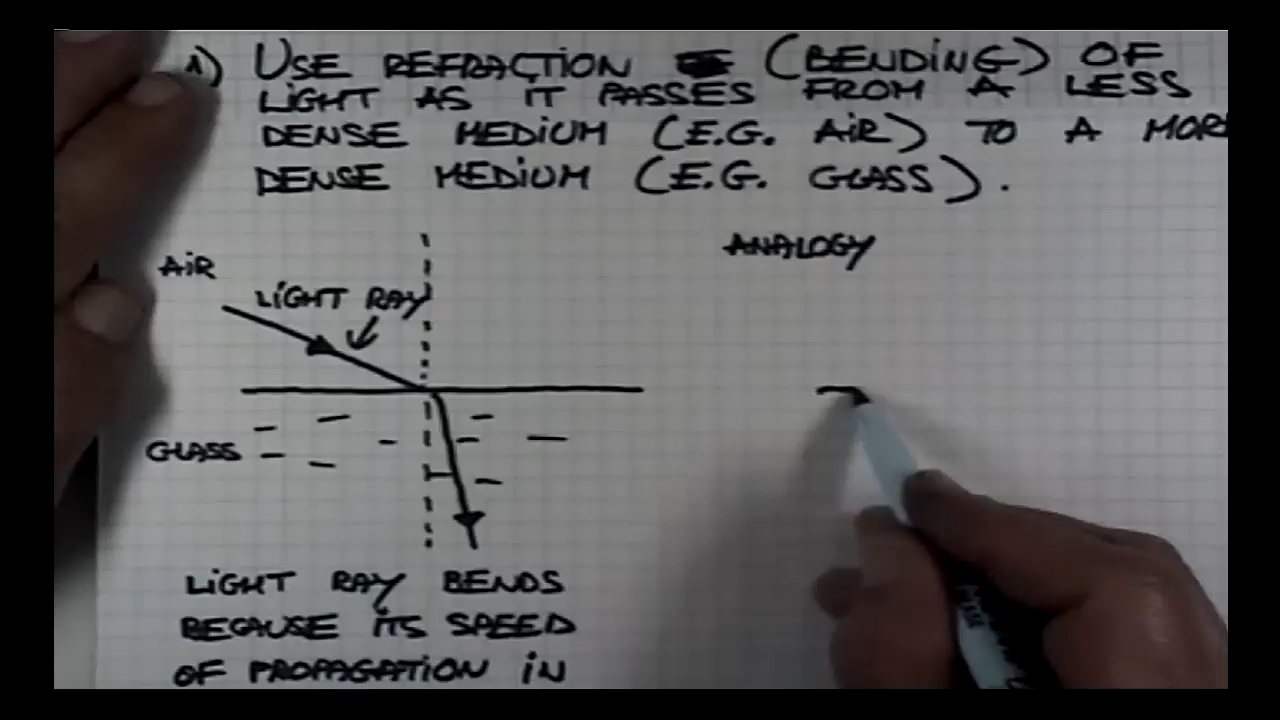 1) USE REFRACTION (BENDING) OF
LIGHT AS IT PASSES FROM A LESS
DENSE MEDIUM (E.G. AIR) TO A MORE
DENSE MEDIUM (E.G. GLASS).
ANALOGY
AIR
LIGHT RAY
GLASS
LIGHT RAY BENDS
BECAUSE ITS SPEED
OF PROPAGATION IN